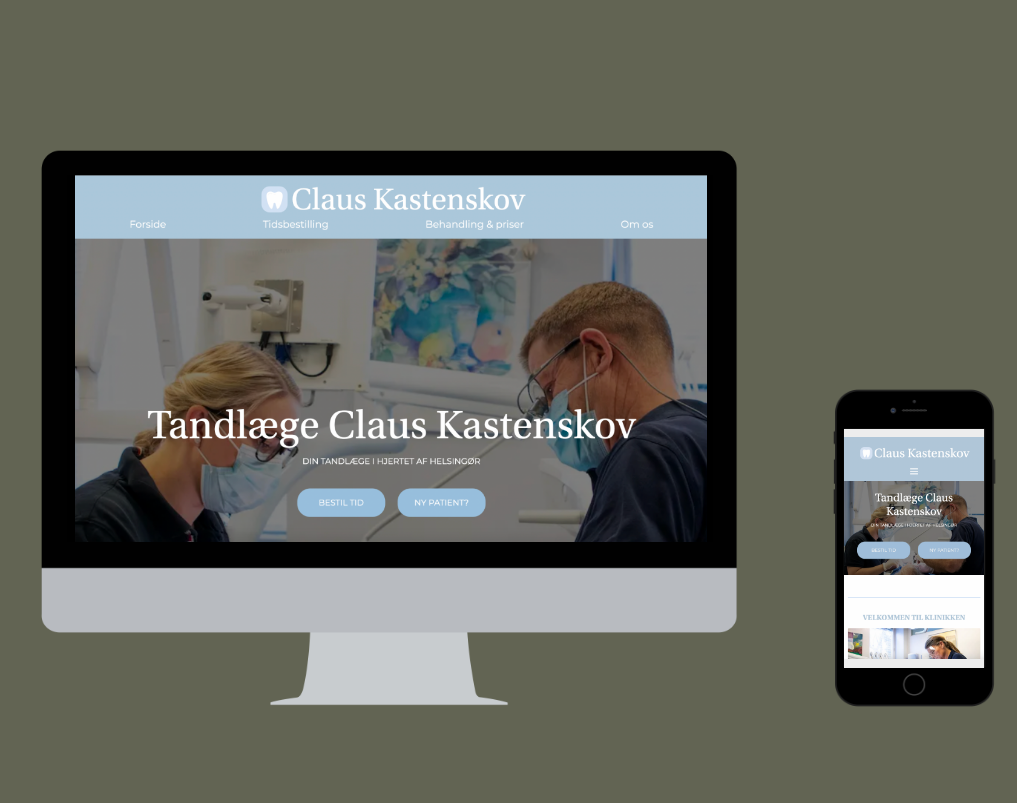 Claus Kastenskov
Forside Tidsbestilling Behandling & priser Om os
Tandlæge Claus Kastenskov
DIN TANDLÆGE I HJERTET AF HELSINGØR
BESTIL TID NY PATIENT?
Claus Kastenskov
Tandlæge Claus
Kastenskov
DIN TANDLÆGE I HJERTET AF HELSINGØR
BESTIL TID NY PATIENT?
VELKOMMEN TIL KLINIKKEN